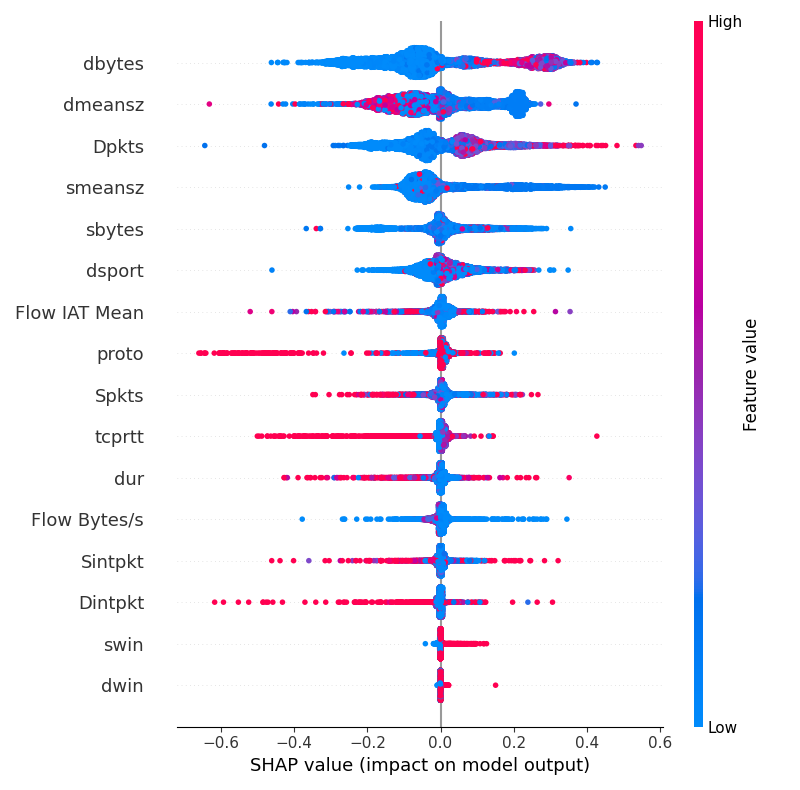 High
dbytes
dmeansz
Dpkts
smeansz
sbytes
dsport
Flow IAT Mean
proto
Spkts
tcprtt
dur
Flow Bytes/s
Sintpkt
Dintpkt
swin
dwin
Feature value
Low
−0.6 −0.4 −0.2 0.0 0.2 0.4 0.6
SHAP value (impact on model output)